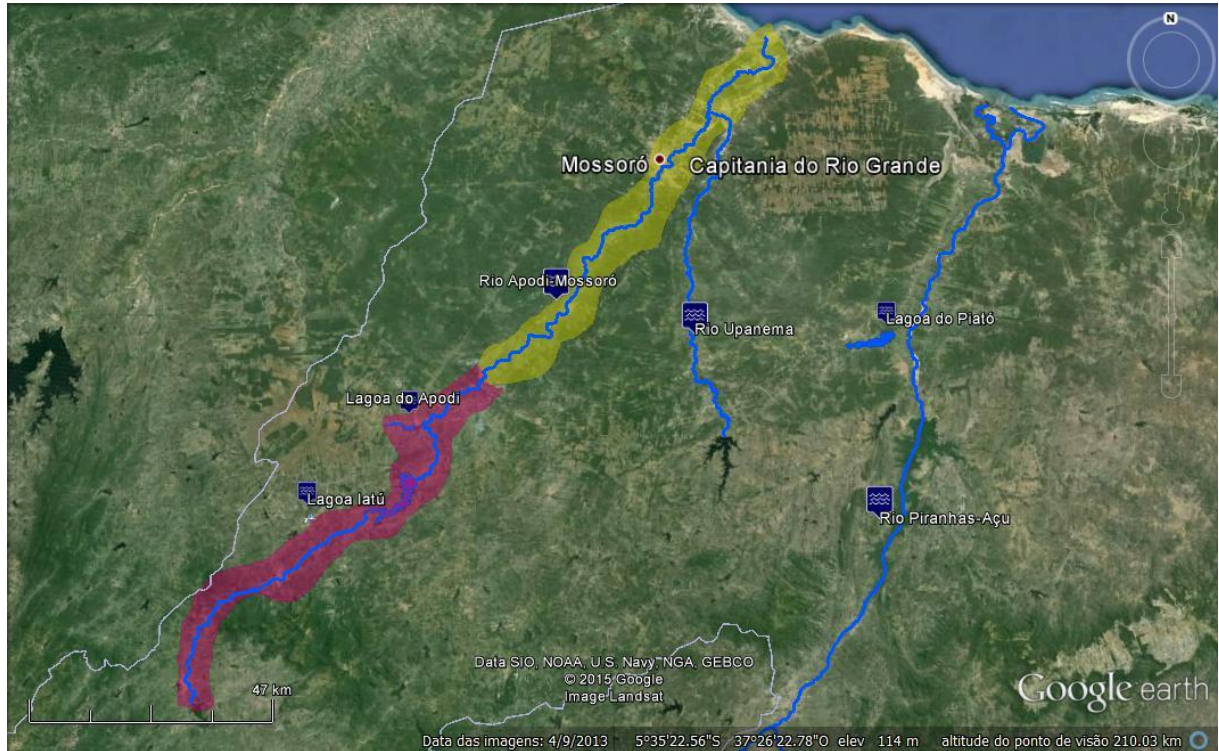 N
Mossoró
Capitania do Rio Grande
Rio Apodi-Mossoró
Lagoa do Piató
Rio Upanema
Lagoa do Apodi
Lagoa Iatú
Rio Piranhas-Açu
Data SIO, NOAA, U.S. Navy, NGA, GEBCO
© 2015 Google
Image Landsat
47 km
Google earth
Data das imagens: 4/9/2013 5°35'22.56"S 37°26'22.78"O elev 114 m altitude do ponto de visão 210.03 km